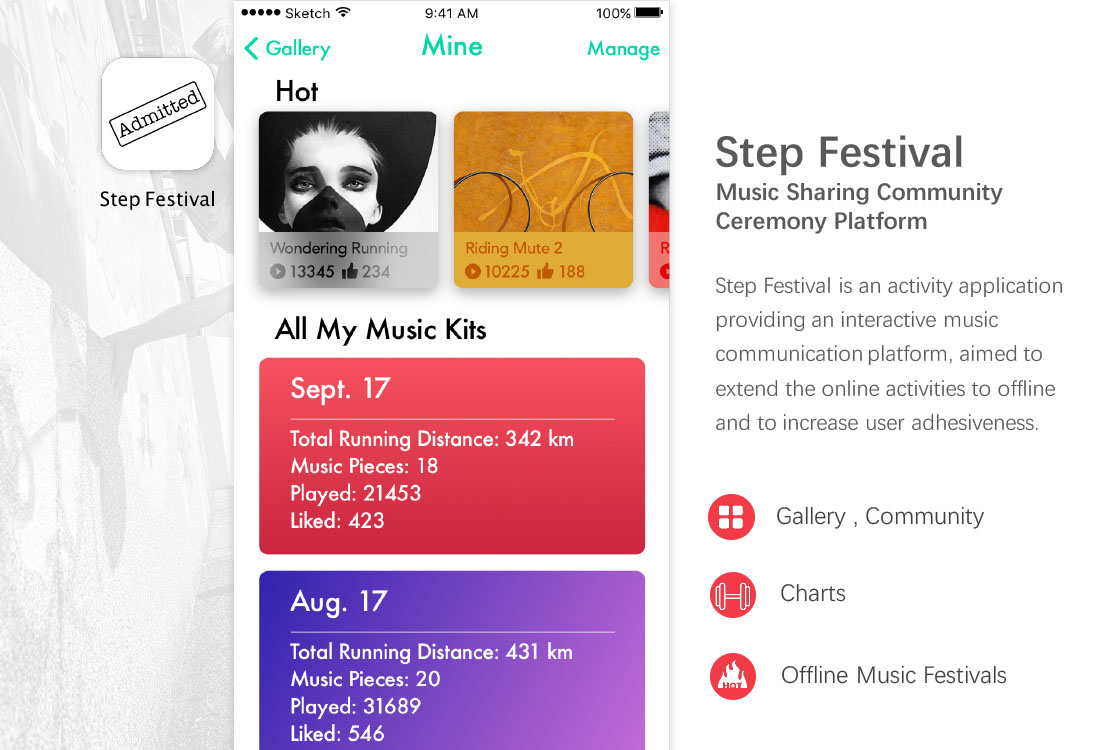 Sketch
9:41 AM
100%
Gallery
Mine
Manage
Admitted
Step Festival
Hot
Wondering Running
13345 234
Riding Mute 2
10225 188
R
All My Music Kits
Sept. 17
Total Running Distance: 342 km
Music Pieces: 18
Played: 21453
Liked: 423
Aug. 17
Total Running Distance: 431 km
Music Pieces: 20
Played: 31689
Liked: 546
Step Festival
Music Sharing Community
Ceremony Platform
Step Festival is an activity application
providing an interactive music
communication platform, aimed to
extend the online activities to offline
and to increase user adhesiveness.
Gallery , Community
Charts
HOT
Offline Music Festivals